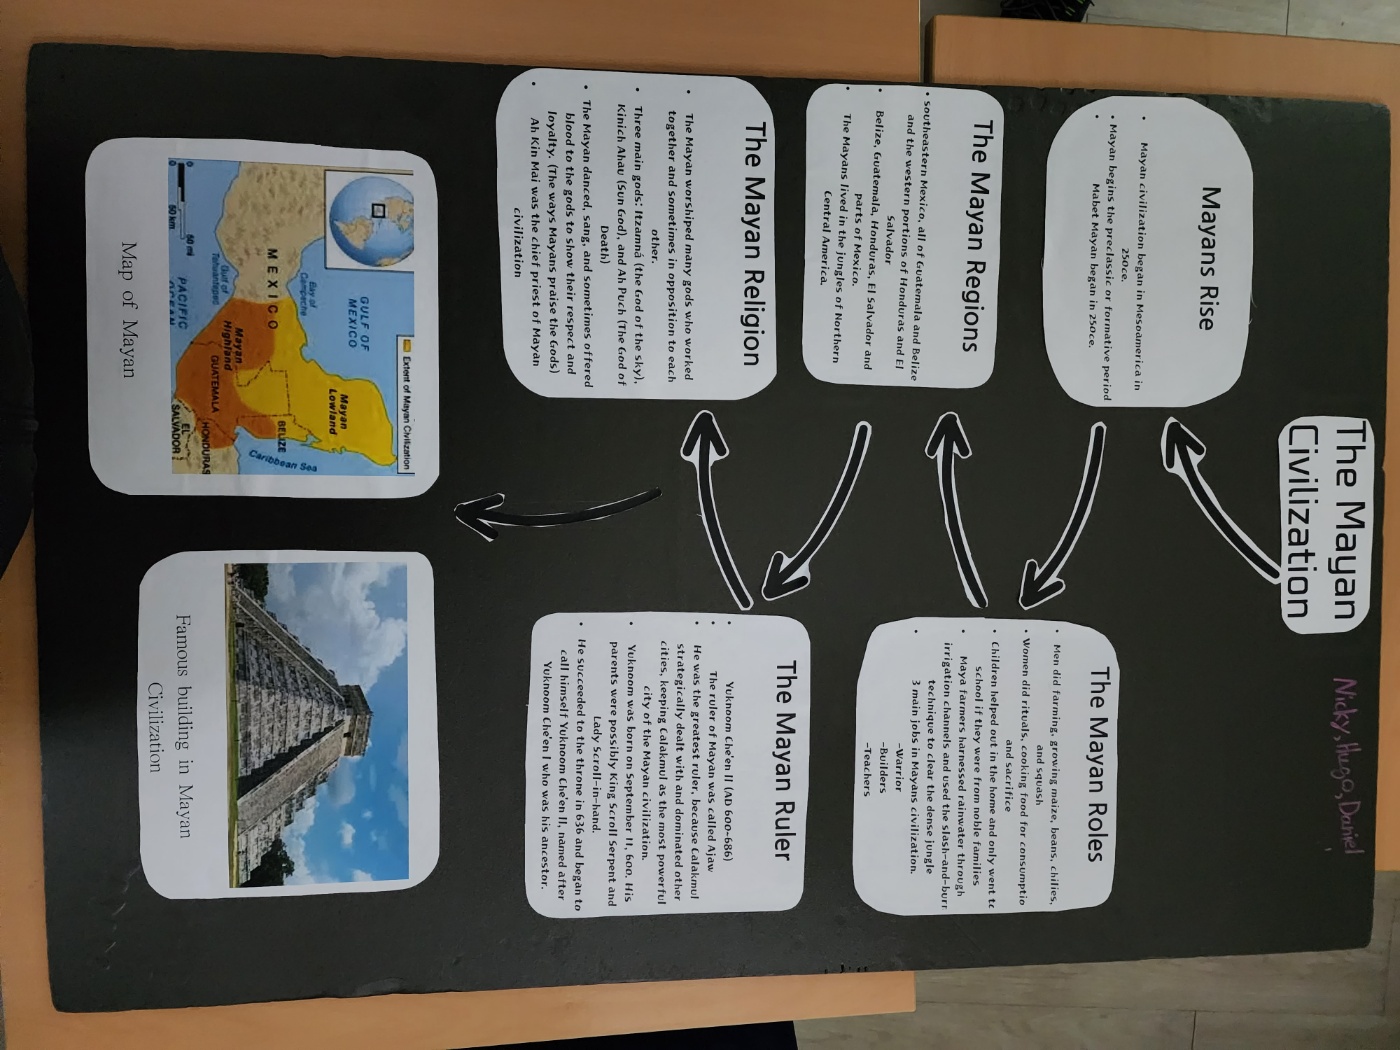 The Mayan
Civilization
Nicky, Hugo, Daniel
Mayans Rise
• Mayan civilization began in Mesoamerica in
250ce.
• Mayan begins the preclassic or formative period
• Mabet Mayan began in 250ce.
The Mayan Roles
• Men did farming, growing maize, beans, chilies,
and squash
• Women did rituals, cooking food for consumptio
and sacrifice
• Children helped out in the home and only went to
school if they were from noble families
• Maya farmers harnessed rainwater through
irrigation channels and used the slash-and-burr
technique to clear the dense jungle
• 3 main jobs in Mayans civilization.
-Warrior
-Builders
-Teachers
The Mayan Regions
• southeastern Mexico, all of Guatemala and Belize
and the western portions of Honduras and El
Salvador
• Belize, Guatemala, Honduras, El Salvador and
parts of Mexico.
• The Mayans lived in the jungles of Northern
Central America.
The Mayan Ruler
• Yuknoom Che'en II (AD 600-686)
• The ruler of Mayan was called Ajaw
• He was the greatest ruler, because Calakmul
strategically dealt with and dominated other
cities, keeping Calakmul as the most powerful
city of the Mayan civilization.
• Yuknoom was born on September 11, 600. His
parents were possibly King Scroll Serpent and
Lady Scroll-in-hand.
• He succeeded to the throne in 636 and began to
call himself Yuknoom Che'en II, named after
Yuknoom Che'en I who was his ancestor.
The Mayan Religion
• The Mayan worshiped many gods who worked
together and sometimes in opposition to each
other.
• Three main gods: Itzamná (the God of the sky),
Kinich Ahau (Sun God), and Ah Puch (The God of
Death)
• The Mayan danced, sang, and sometimes offered
blood to the gods to show their respect and
loyalty. (The ways Mayans praise the Gods)
• Ah Kin Mai was the chief priest of Mayan
civilization
Extent of Mayan Civilization
GULF OF
MEXICO
Mayan
Lowland
Bay of
Campeche
Caribbean Sea
BELIZE
MEXICO
Mayan
Highland
Gulf of
Tehuantepec
GUATEMALA
HONDURAS
0 50 mi
0 50 km
PACIFIC
OCEAN
EL
SALVADOR
Map of Mayan
Famous building in Mayan
Civilization